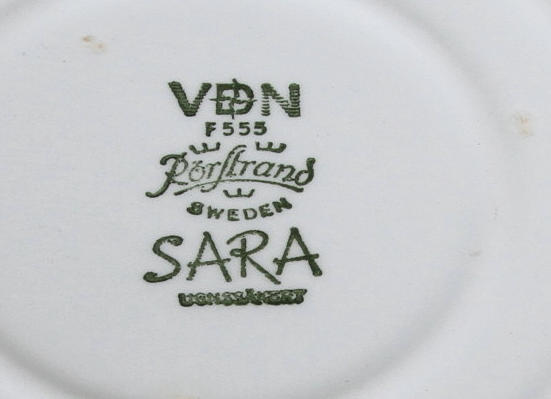 VDN
F555
Rörstrand
SWEDEN
SARA
UGNSSÄKERT